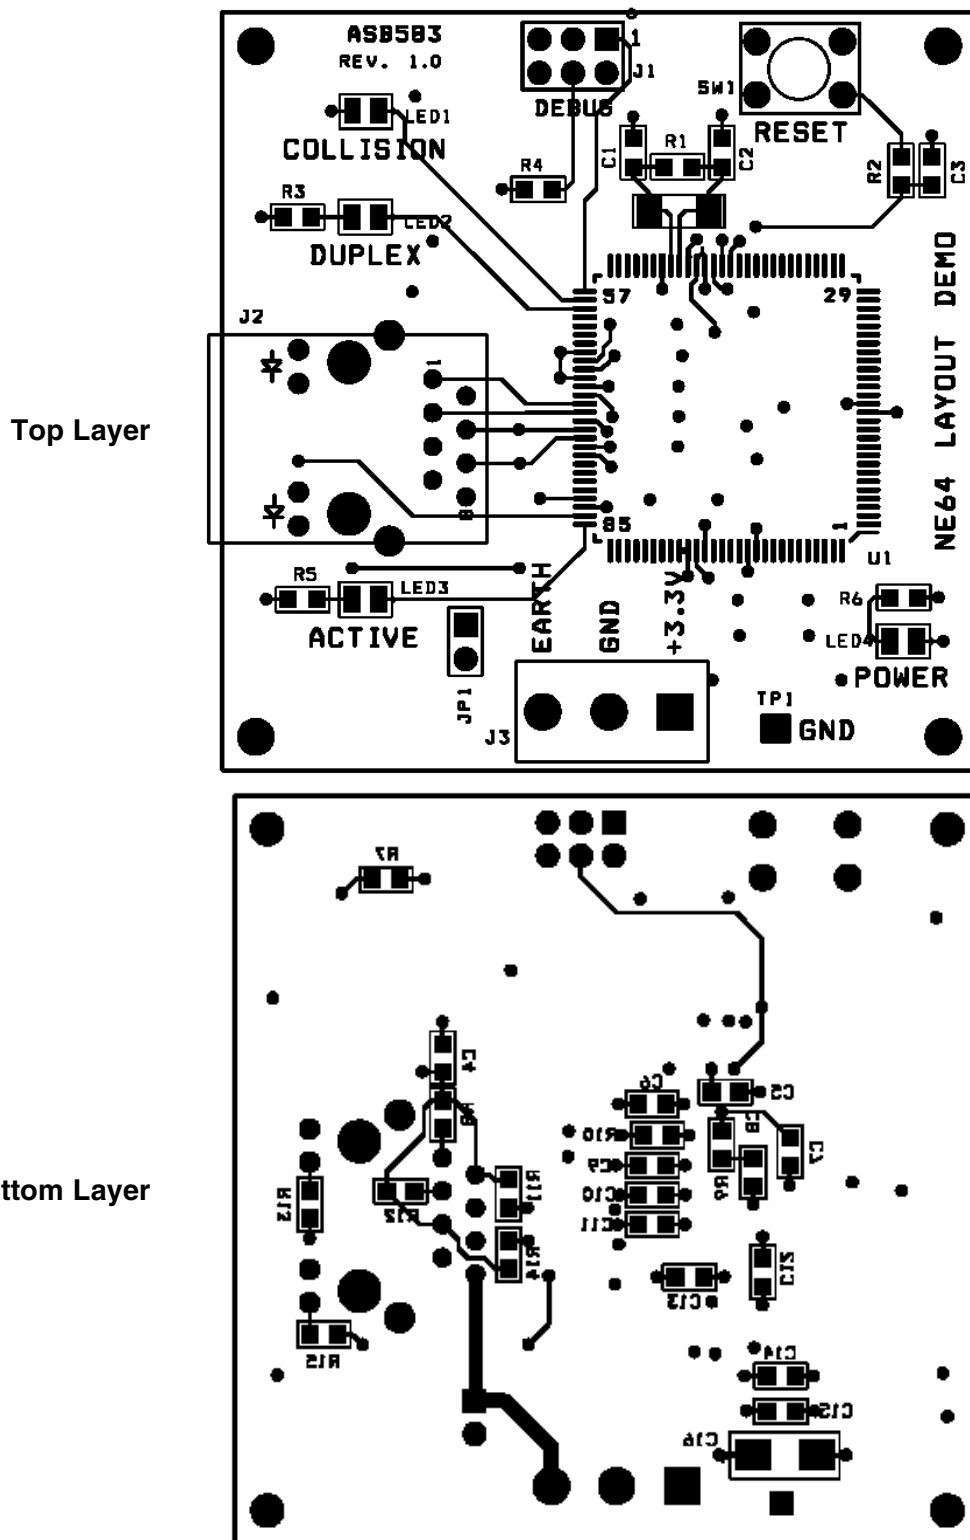 ASB583
REV. 1.0
1
J1
DEBUG
SW1
RESET
LED1
COLLISION
R4
C1
R1
C2
R2
C3
R3
LED2
DUPLEX
57
29
J2
1
NE64 LAYOUT DEMO
Top Layer
8
85
1
U1
R5
LED3
ACTIVE
EARTH
GND
+3.3V
R6
LED4
POWER
JP1
J3
TP1
GND
R7
C4
R8
C6
C5
R10
C8
C7
C9
R9
ttom Layer
R13
R12
R11
C10
C11
R14
C12
C13
R15
C14
C15
C16